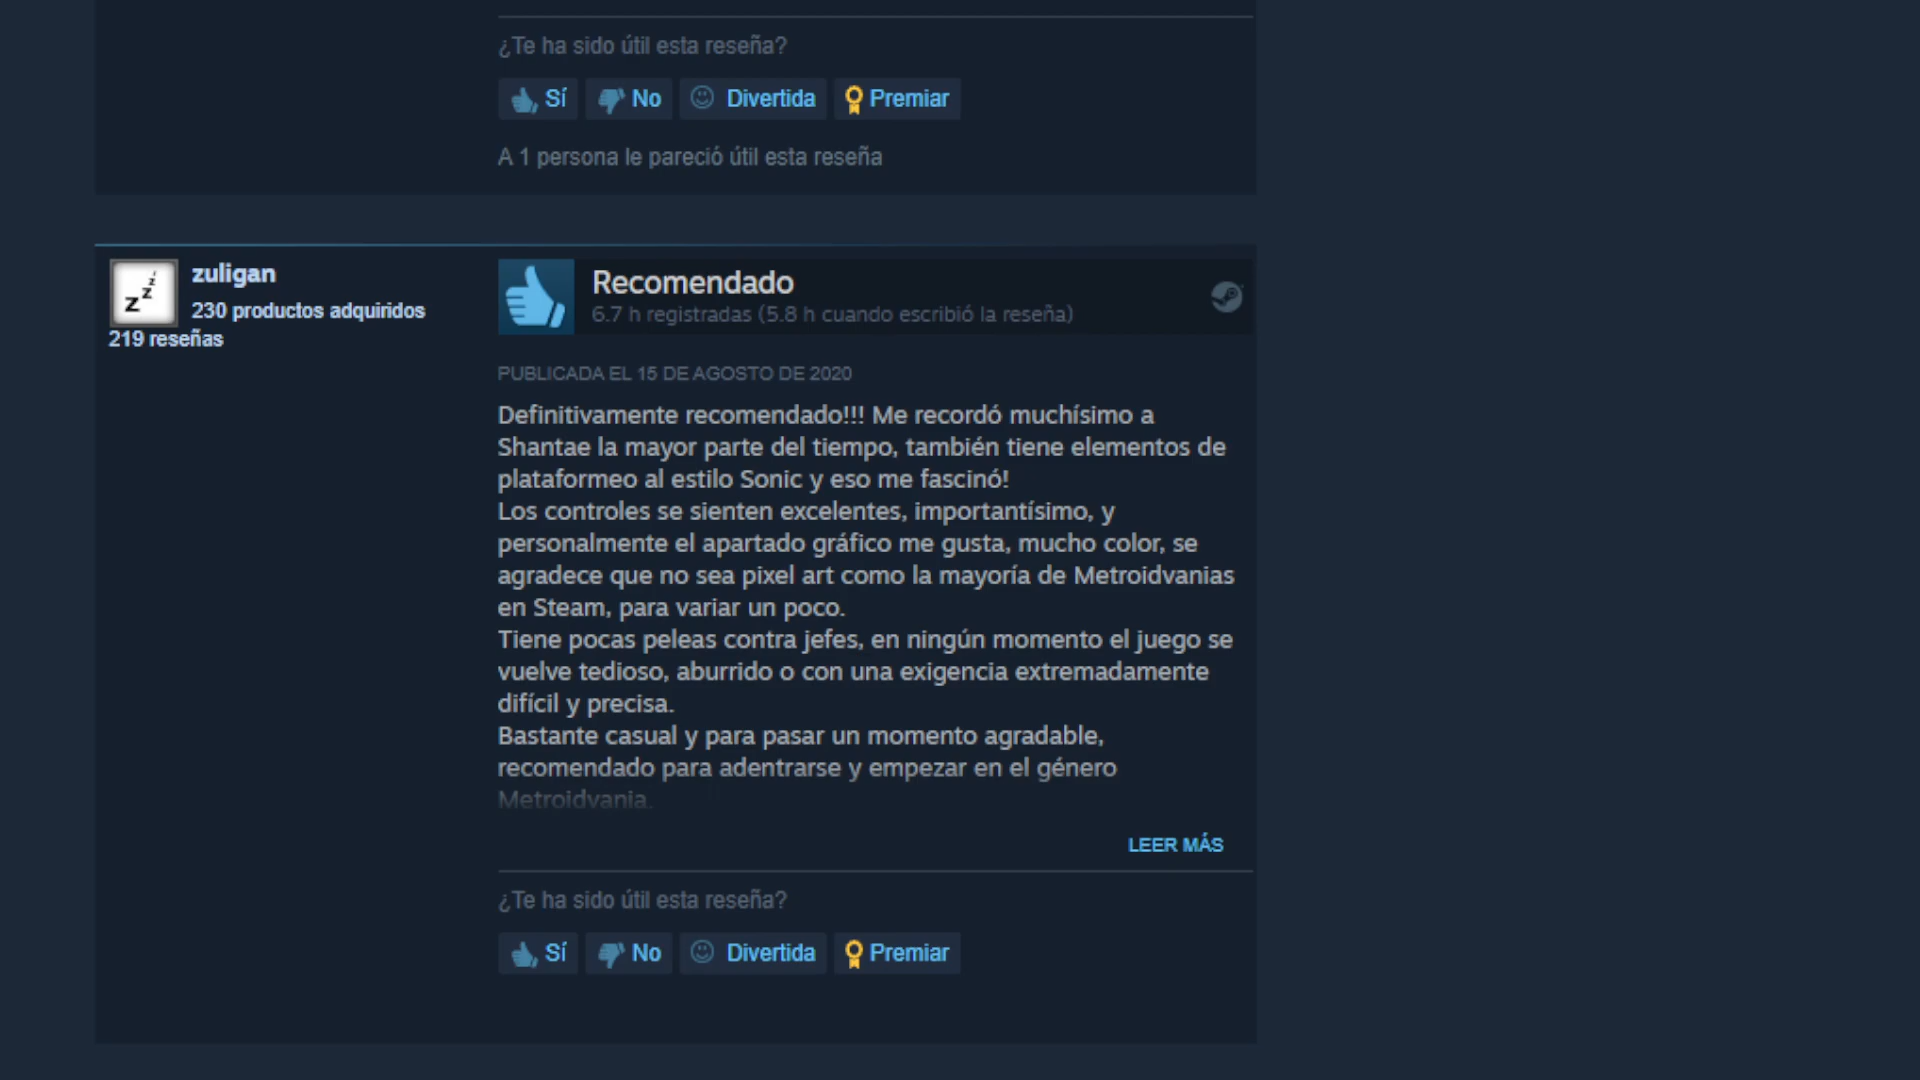 ¿Te ha sido útil esta reseña?
Sí No Divertida Premiar
A 1 persona le pareció útil esta reseña
z z z
zuligan
230 productos adquiridos
219 reseñas
Recomendado
6.7 h registradas (5.8 h cuando escribió la reseña)
PUBLICADA EL 15 DE AGOSTO DE 2020
Definitivamente recomendado!!! Me recordó muchísimo a
Shantae la mayor parte del tiempo, también tiene elementos de
plataformeo al estilo Sonic y eso me fascinó!
Los controles se sienten excelentes, importantísimo, y
personalmente el apartado gráfico me gusta, mucho color, se
agradece que no sea pixel art como la mayoría de Metroidvanias
en Steam, para variar un poco.
Tiene pocas peleas contra jefes, en ningún momento el juego se
vuelve tedioso, aburrido o con una exigencia extremadamente
difícil y precisa.
Bastante casual y para pasar un momento agradable,
recomendado para adentrarse y empezar en el género
Metroidvania.
LEER MÁS
¿Te ha sido útil esta reseña?
Sí No Divertida Premiar